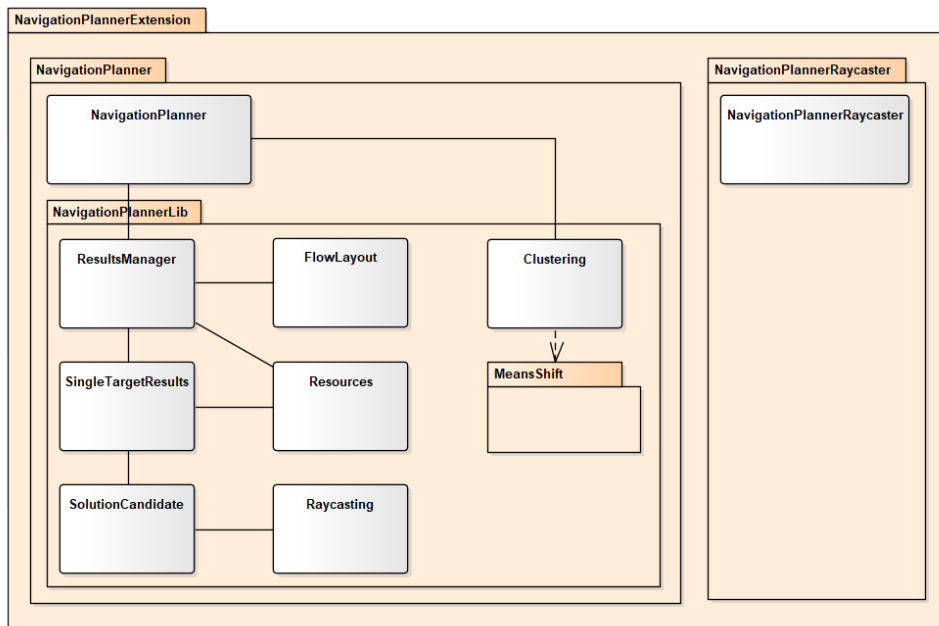 NavigationPlannerExtension
NavigationPlanner
NavigationPlannerRaycaster
NavigationPlanner
NavigationPlannerRaycaster
NavigationPlannerLib
ResultsManager
FlowLayout
Clustering
SingleTargetResults
Resources
MeansShift
SolutionCandidate
Raycasting